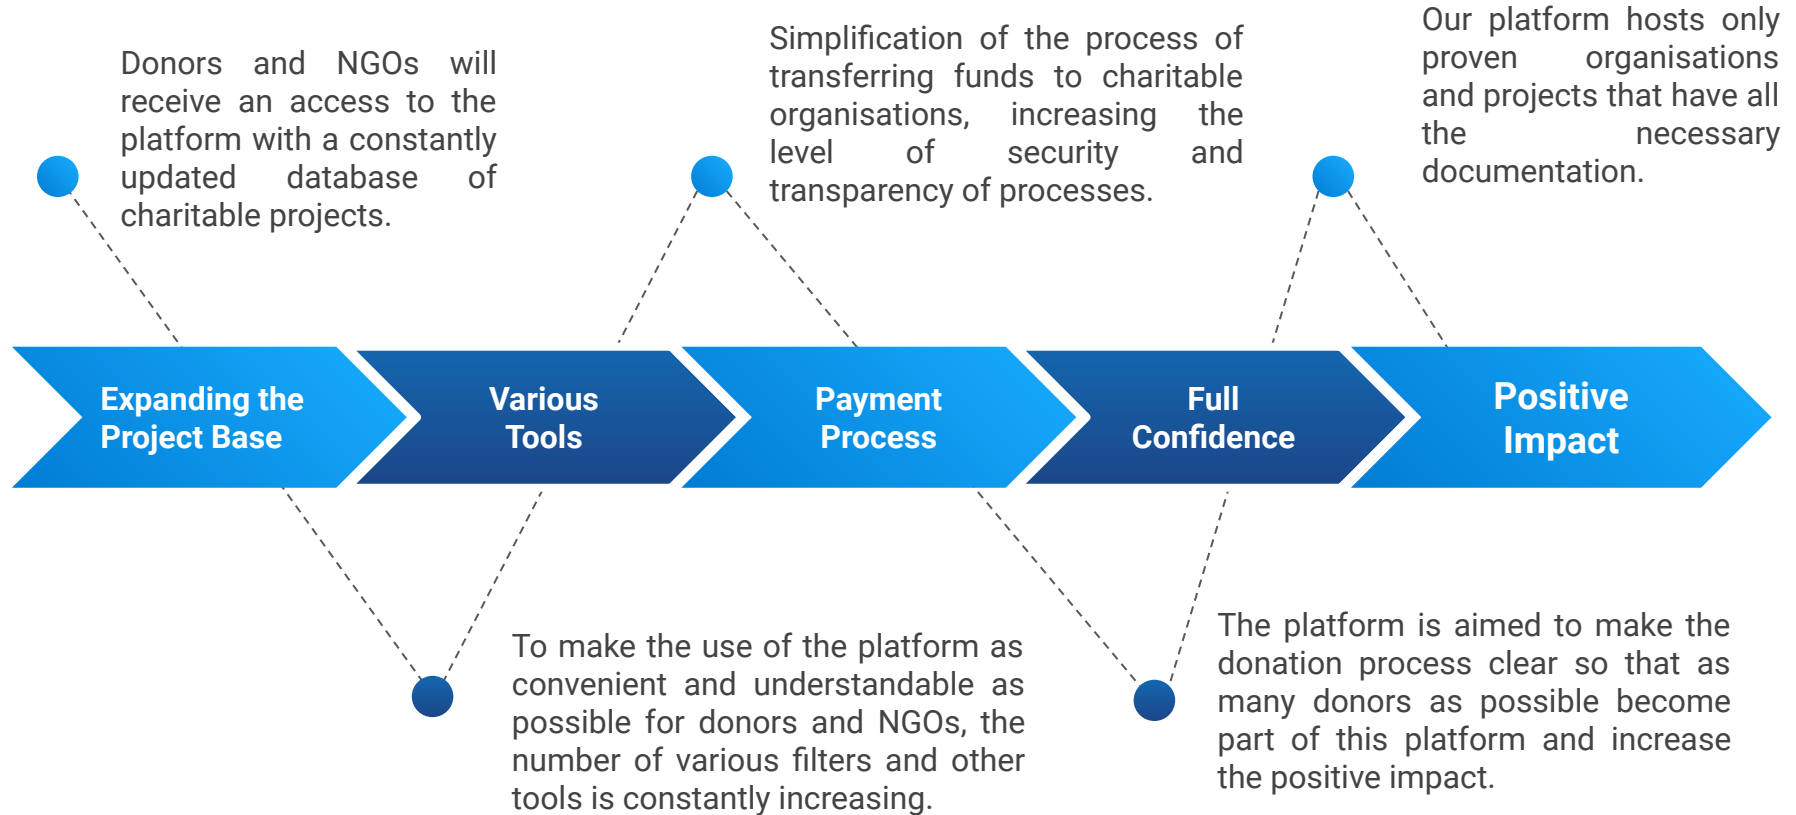 Donors and NGOs will
receive an access to the
platform with a constantly
updated database of
charitable projects.
Simplification of the process of
transferring funds to charitable
organisations, increasing the
level of security and
transparency of processes.
Our platform hosts only
proven organisations
and projects that have all
the necessary
documentation.
Expanding the
Project Base
Various
Tools
Payment
Process
Full
Confidence
Positive
Impact
To make the use of the platform as
convenient and understandable as
possible for donors and NGOs, the
number of various filters and other
tools is constantly increasing.
The platform is aimed to make the
donation process clear so that as
many donors as possible become
part of this platform and increase
the positive impact.